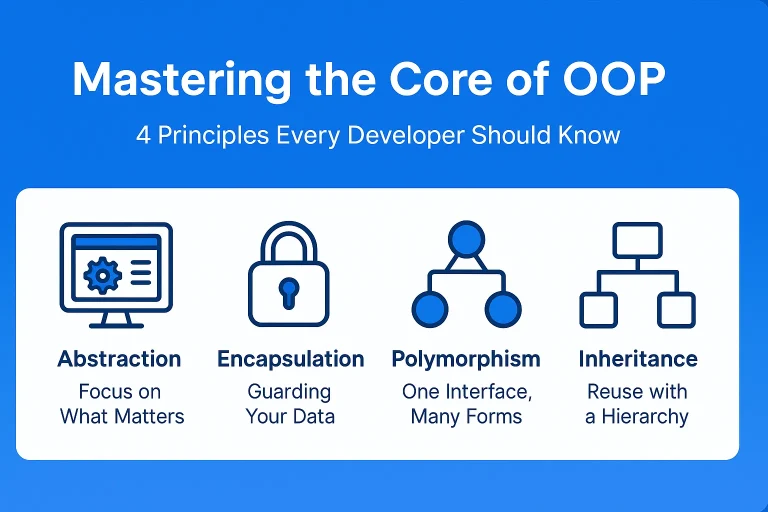 Mastering the Core of OOP
4 Principles Every Developer Should Know
Abstraction
Focus on
What Matters
Encapsulation
Guarding
Your Data
Polymorphism
One Interface,
Many Forms
Inheritance
Reuse with
a Hierarchy